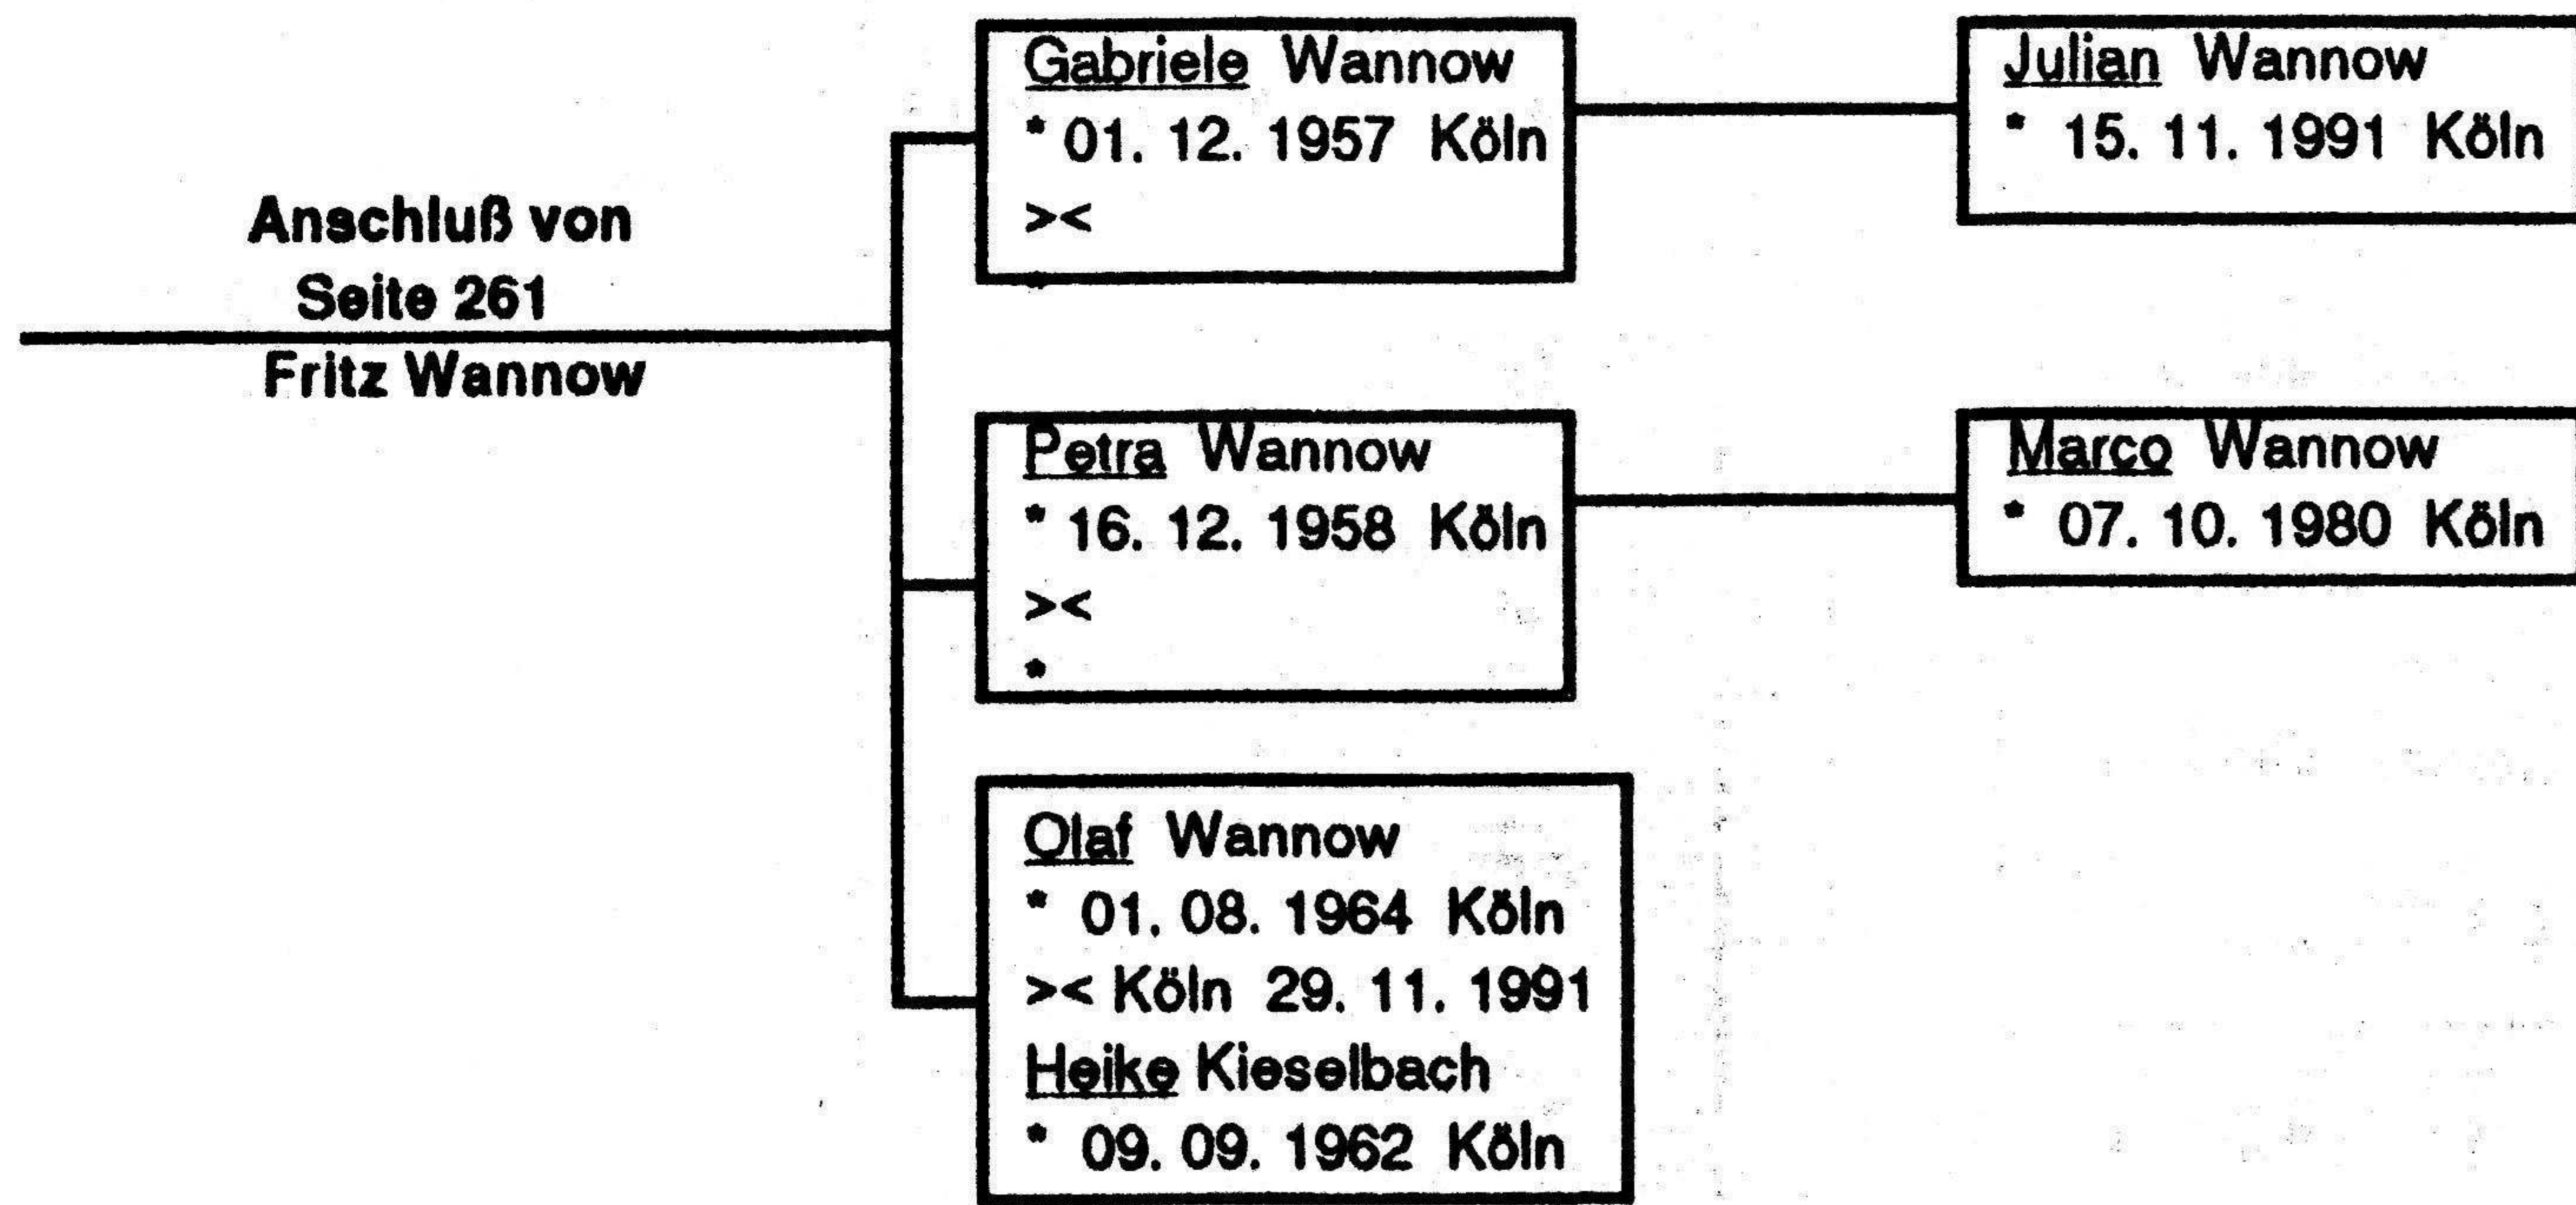 Anschluß von
Seite 261
Fritz Wannow
Gabriele Wannow
* 01. 12. 1957 Köln
><
*
Julian Wannow
* 15. 11. 1991 Köln
Petra Wannow
* 16. 12. 1958 Köln
><
*
Marco Wannow
* 07. 10. 1980 Köln
Olaf Wannow
* 01. 08. 1964 Köln
>< Köln 29. 11. 1991
Heike Kieselbach
* 09. 09. 1962 Köln